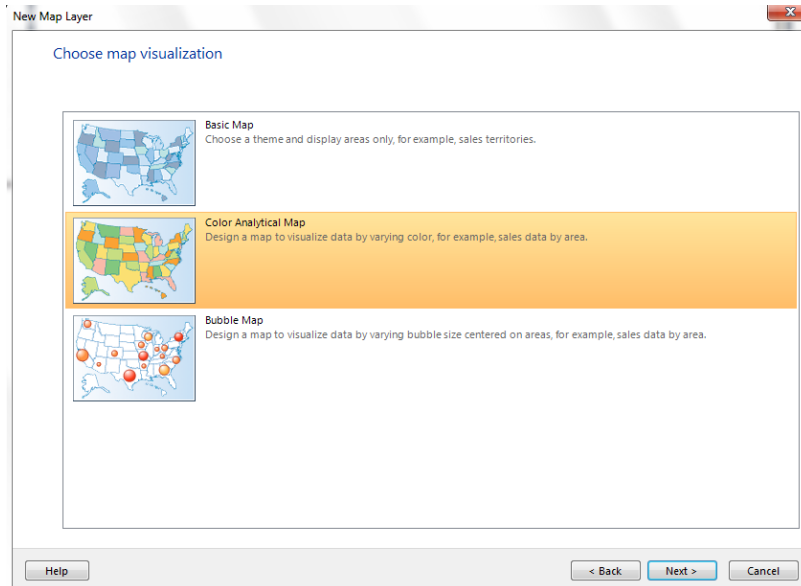 New Map Layer
Choose map visualization
Basic Map
Choose a theme and display areas only, for example, sales territories.
Color Analytical Map
Design a map to visualize data by varying color, for example, sales data by area.
Bubble Map
Design a map to visualize data by varying bubble size centered on areas, for example, sales data by area.
Help
< Back
Next >
Cancel